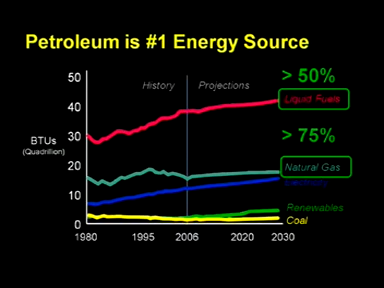 Petroleum is #1 Energy Source
50
40
30
20
10
0
BTUs
(Quadrillion)
History
Projections
> 50%
Liquid Fuels
> 75%
Natural Gas
Electricity
Renewables
Coal
1980
1995
2006
2020
2030